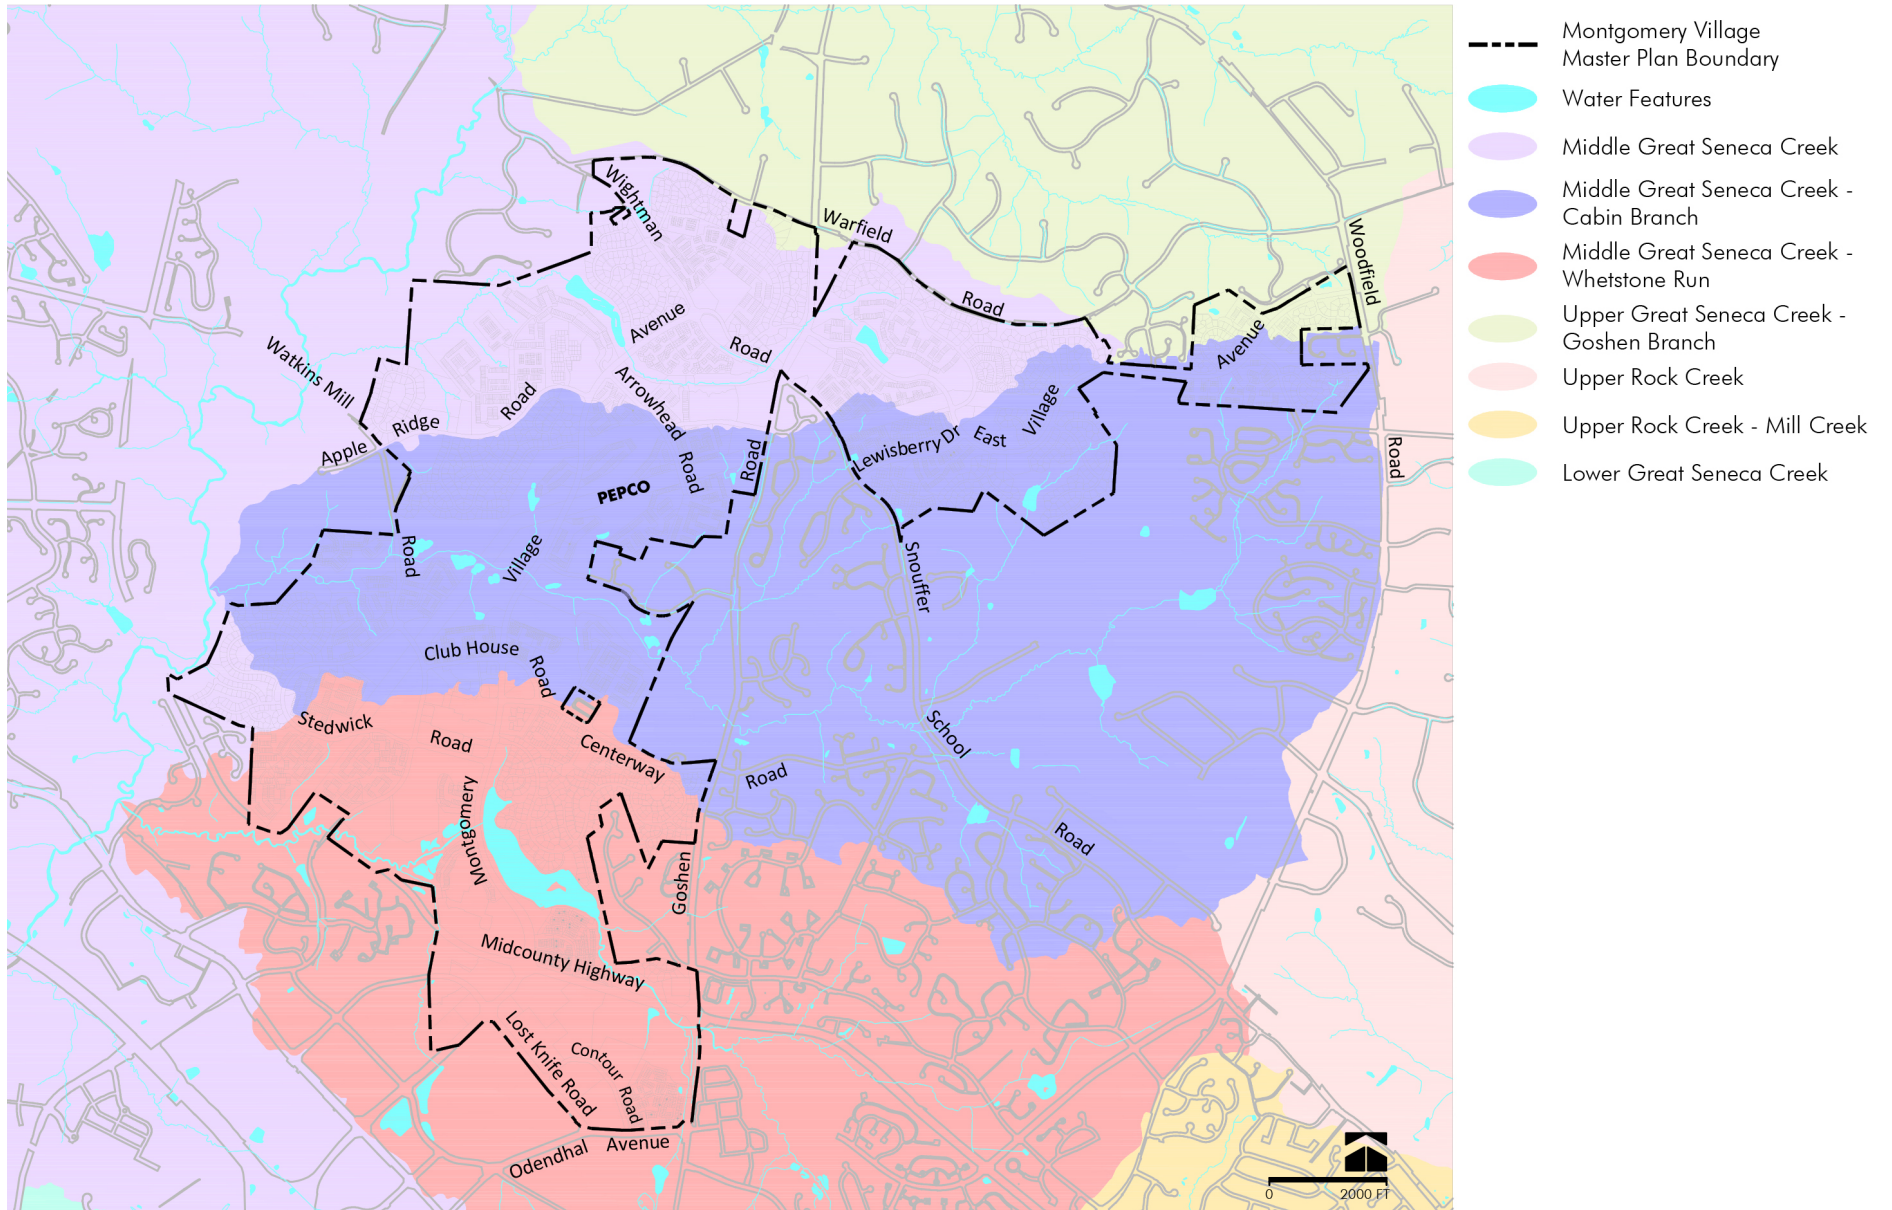 Montgomery Village
Master Plan Boundary
Water Features
Middle Great Seneca Creek
Middle Great Seneca Creek -
Cabin Branch
Middle Great Seneca Creek -
Whetstone Run
Upper Great Seneca Creek -
Goshen Branch
Upper Rock Creek
Upper Rock Creek - Mill Creek
Lower Great Seneca Creek
Wightman
Warfield
Road
Woodfield
Avenue
Avenue
Road
Watkins Mill
Road
Arrowhead
Village
Ridge
Apple
Lewisberry Dr
East
Road
Road
Road
PEPCO
Road
Village
Snouffer
Club House
Road
Stedwick
Road
Centerway
School
Road
Montgomery
Road
Goshen
Midcounty Highway
Lost Knife Road
Contour
Road
Odendhal
Avenue
0
2000 FT